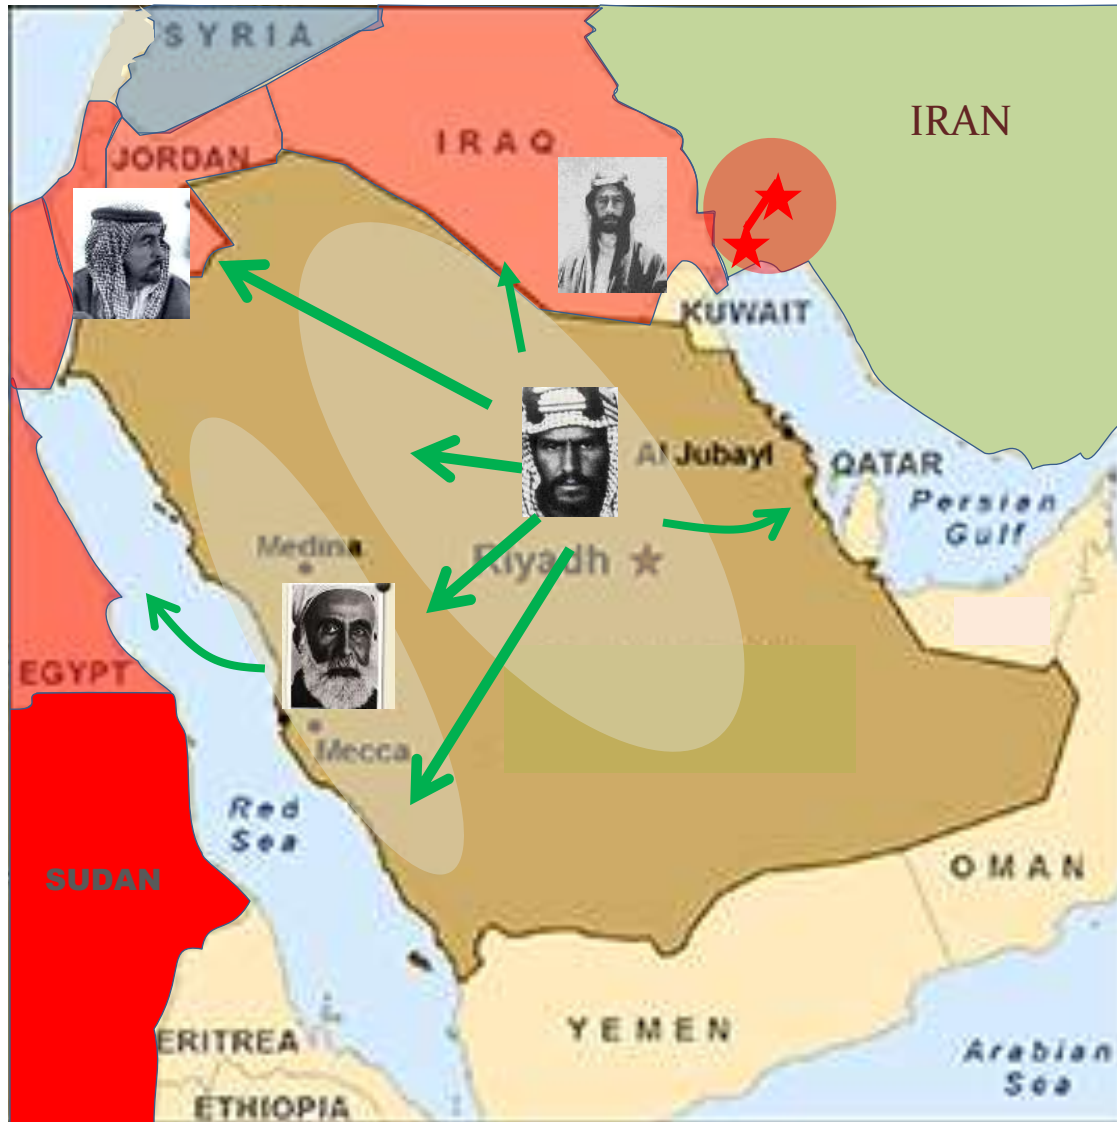 SYRIA
IRAN
IRAQ
JORDAN
KUWAIT
Al Jubayl
QATAR
Persian
Gulf
Medina
Riyadh
EGYPT
Mecca
Red
Sea
OMAN
SUDAN
YEMEN
ERITREA
Arabian
Sea
ETHIOPIA